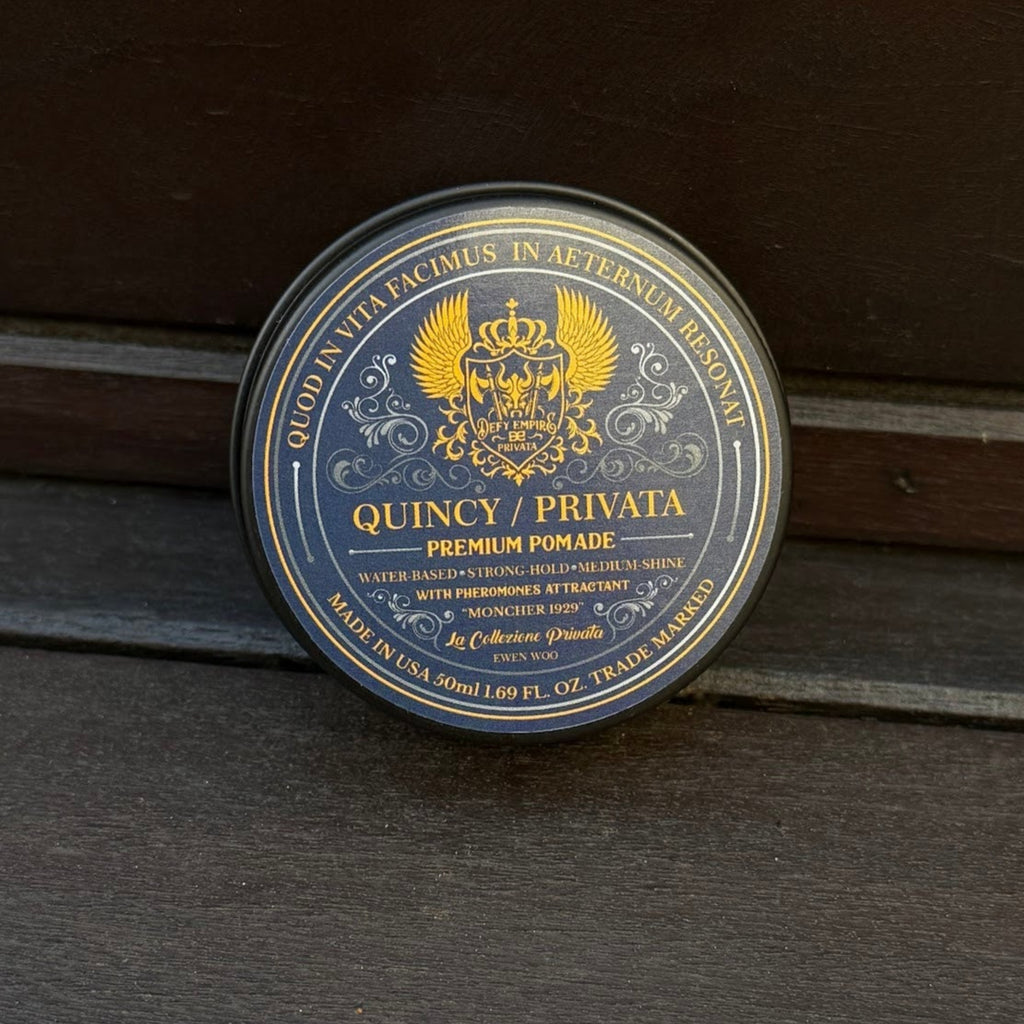 QUOD IN VITA FACIMUS IN AETERNUM RESONAT
DEFY EMPIRE
PRIVATA
QUINCY / PRIVATA
PREMIUM POMADE
WATER-BASED•STRONG-HOLD•MEDIUM-SHINE
WITH PHEROMONES ATTRACTANT
"MONCHER 1929"
La Collezione Privata
EWEN WOO
MADE IN USA 50ml 1.69 FL. OZ. TRADE MARKED